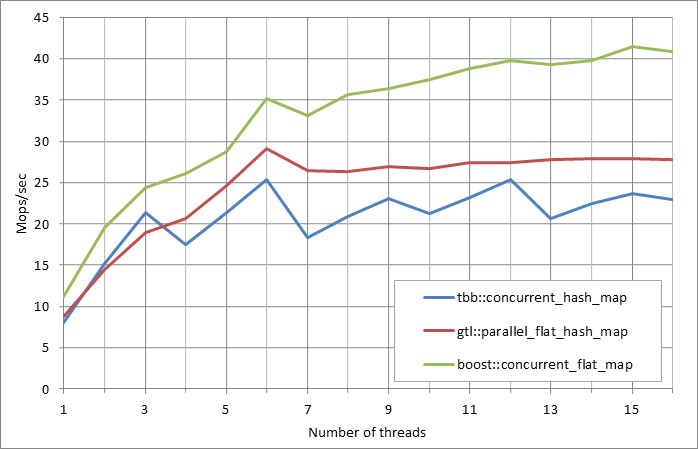 45
40
35
30
25
20
15
10
5
0
Mops/sec
tbb::concurrent_hash_map
gtl::parallel_flat_hash_map
boost::concurrent_flat_map
1 3 5 7 9 11 13 15
Number of threads